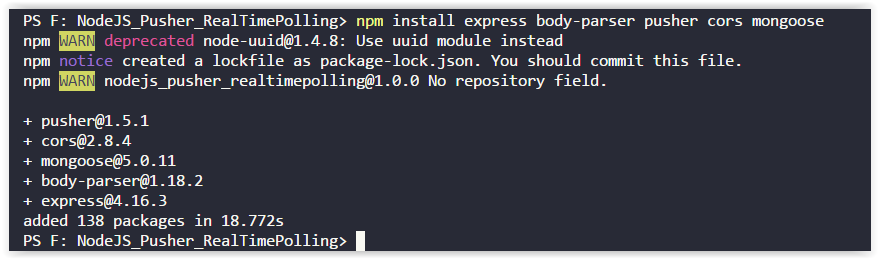 PS F: NodeJS_Pusher_RealTimePolling> npm install express body-parser pusher cors mongoose
npm WARN deprecated node-uuid@1.4.8: Use uuid module instead
npm notice created a lockfile as package-lock.json. You should commit this file.
npm WARN nodejs_pusher_realtimepolling@1.0.0 No repository field.
+ pusher@1.5.1
+ cors@2.8.4
+ mongoose@5.0.11
+ body-parser@1.18.2
+ express@4.16.3
added 138 packages in 18.772s
PS F: NodeJS_Pusher_RealTimePolling>